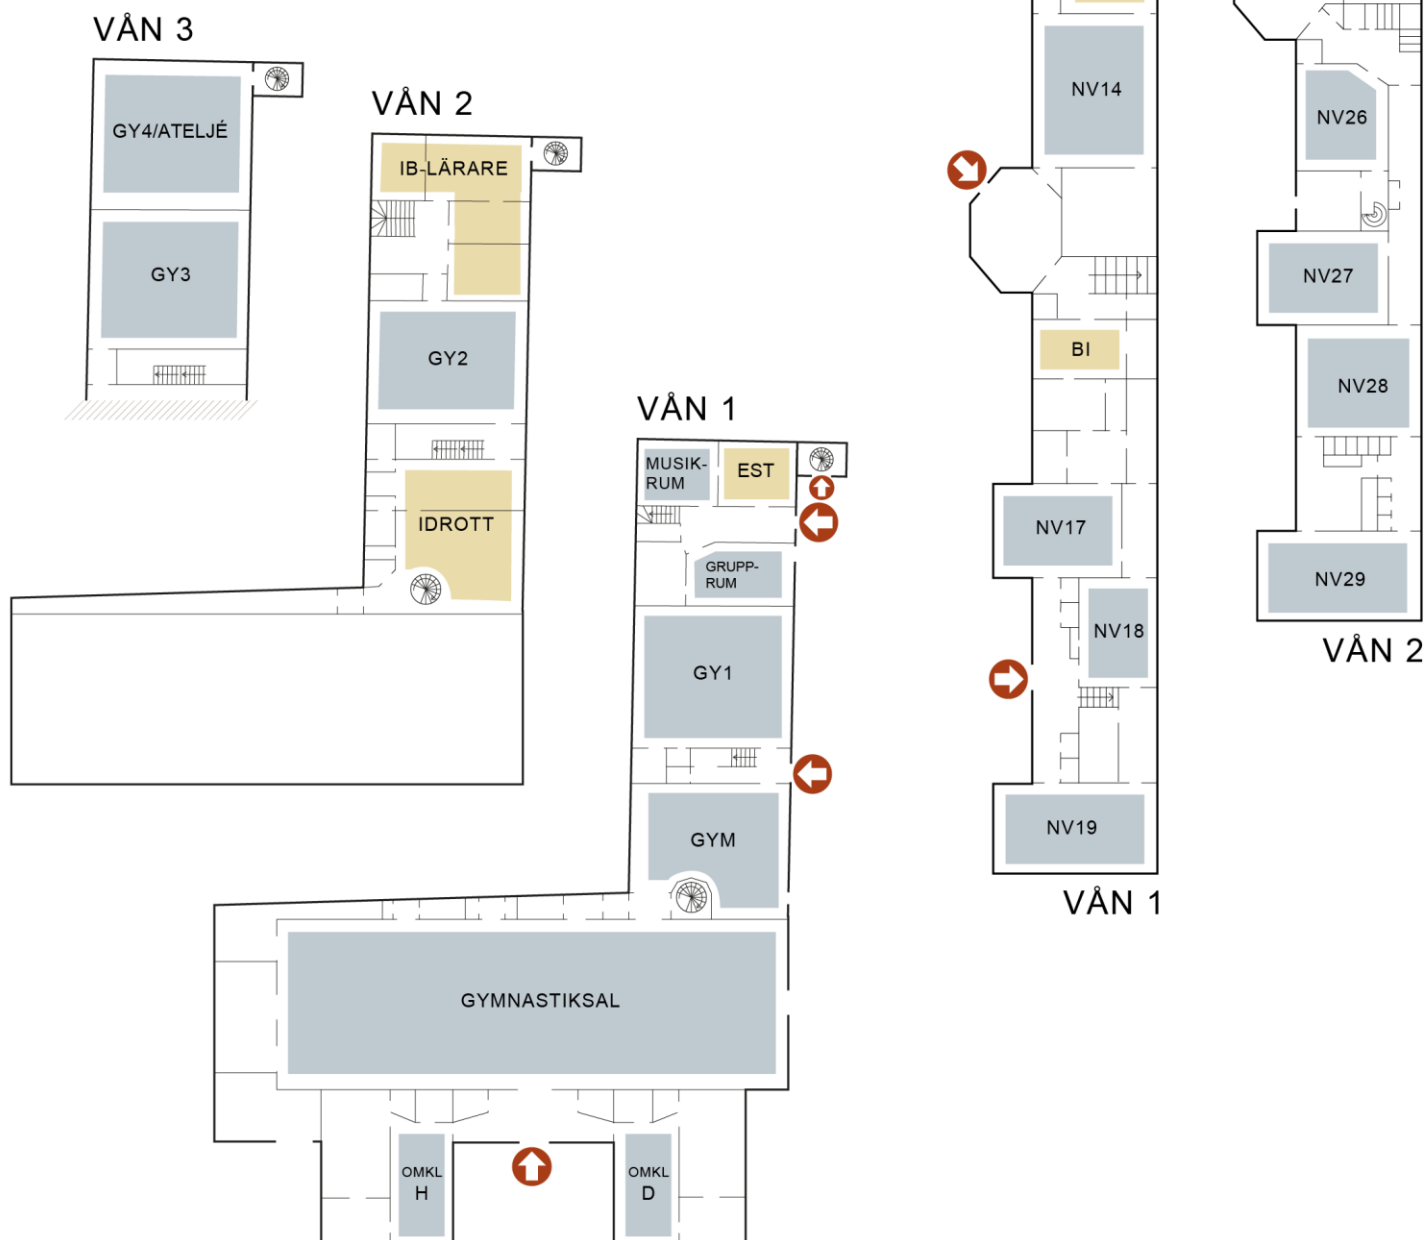 VÅN 3
GY4/ATELJÉ
GY3
VÅN 2
IB-LÄRARE
GY2
IDROTT
VÅN 1
MUSIK-
RUM
EST
GRUPP-
RUM
GY1
GYM
GYMNASTIKSAL
OMKL
H
OMKL
D
NV14
BI
NV17
NV18
NV19
VÅN 1
NV26
NV27
NV28
NV29
VÅN 2